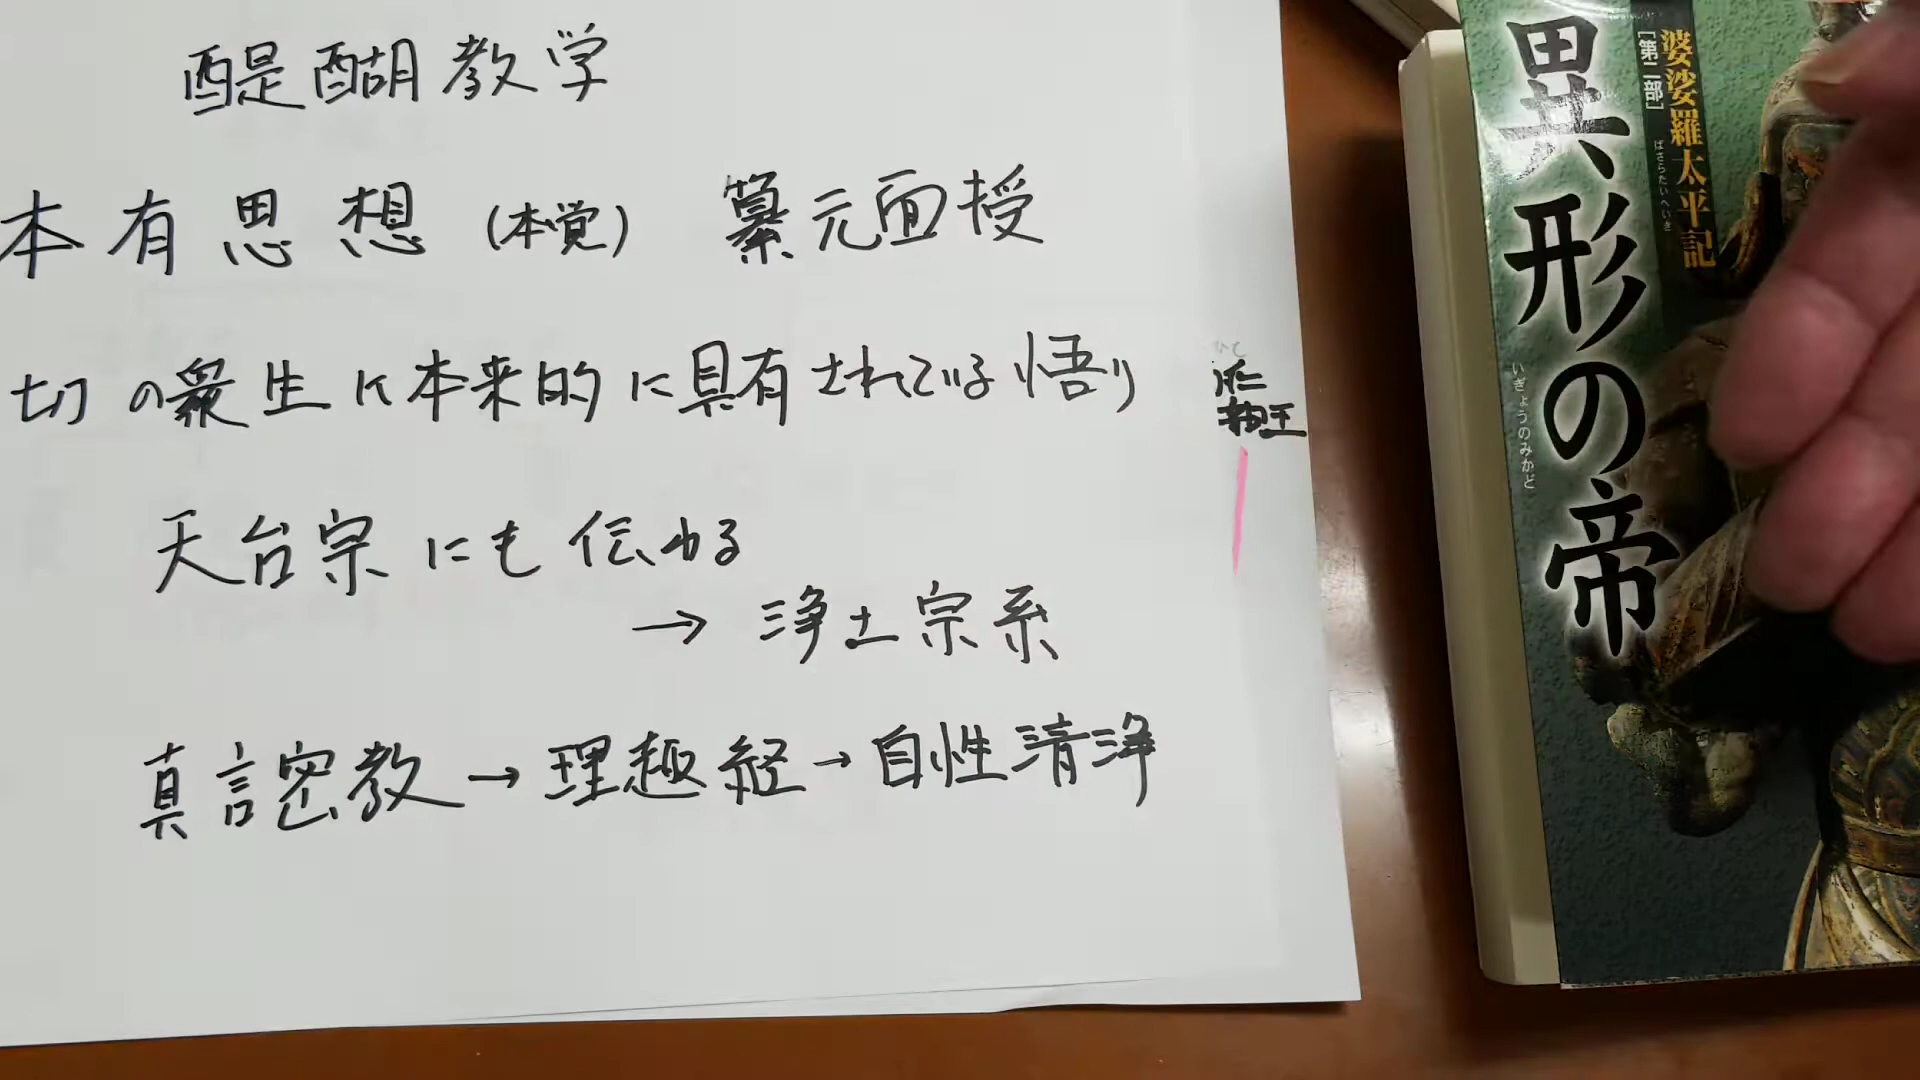 醍醐教学
本有思想（本覚） 纂元面授
切の衆生に本来的に具有されている悟り
天台宗にも伝わる
→ 浄土宗系
真言密教→理趣経→自性清浄
婆娑羅太平記
ばさらたいへいき
［第二部］
異形の帝
いぎょうのみかど